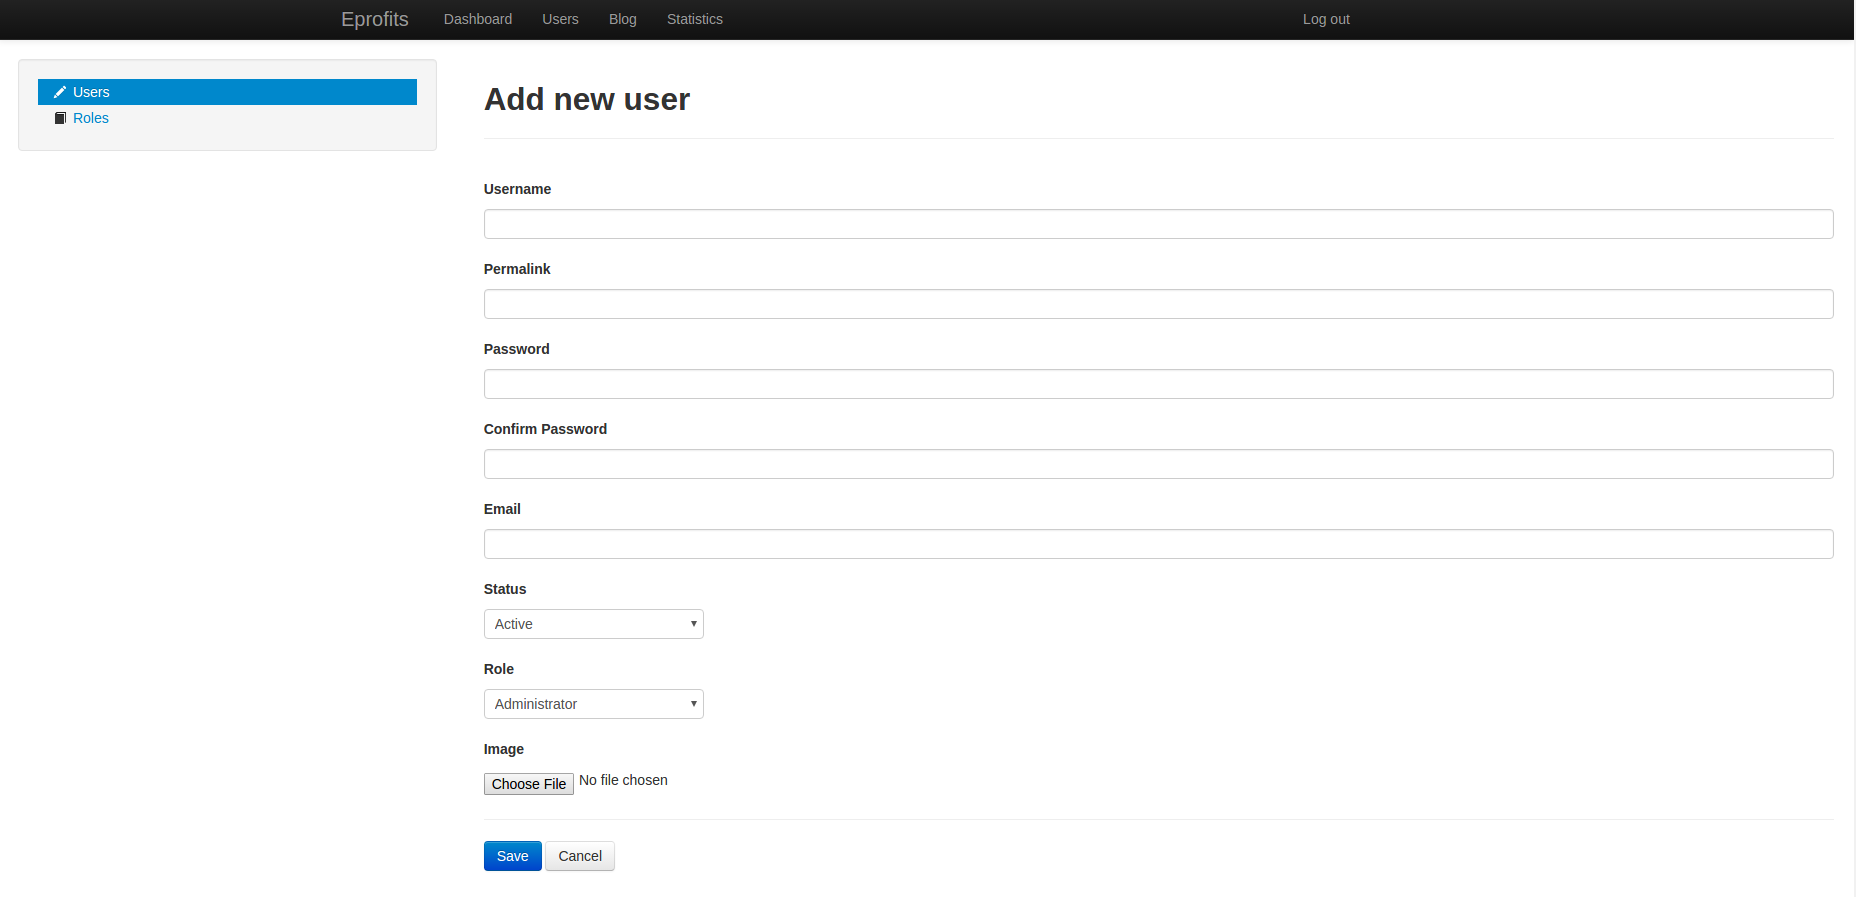 Eprofits Dashboard Users Blog Statistics Log out
Users
Roles
Add new user
Username
Permalink
Password
Confirm Password
Email
Status
Active
Role
Administrator
Image
Choose File No file chosen
Save Cancel